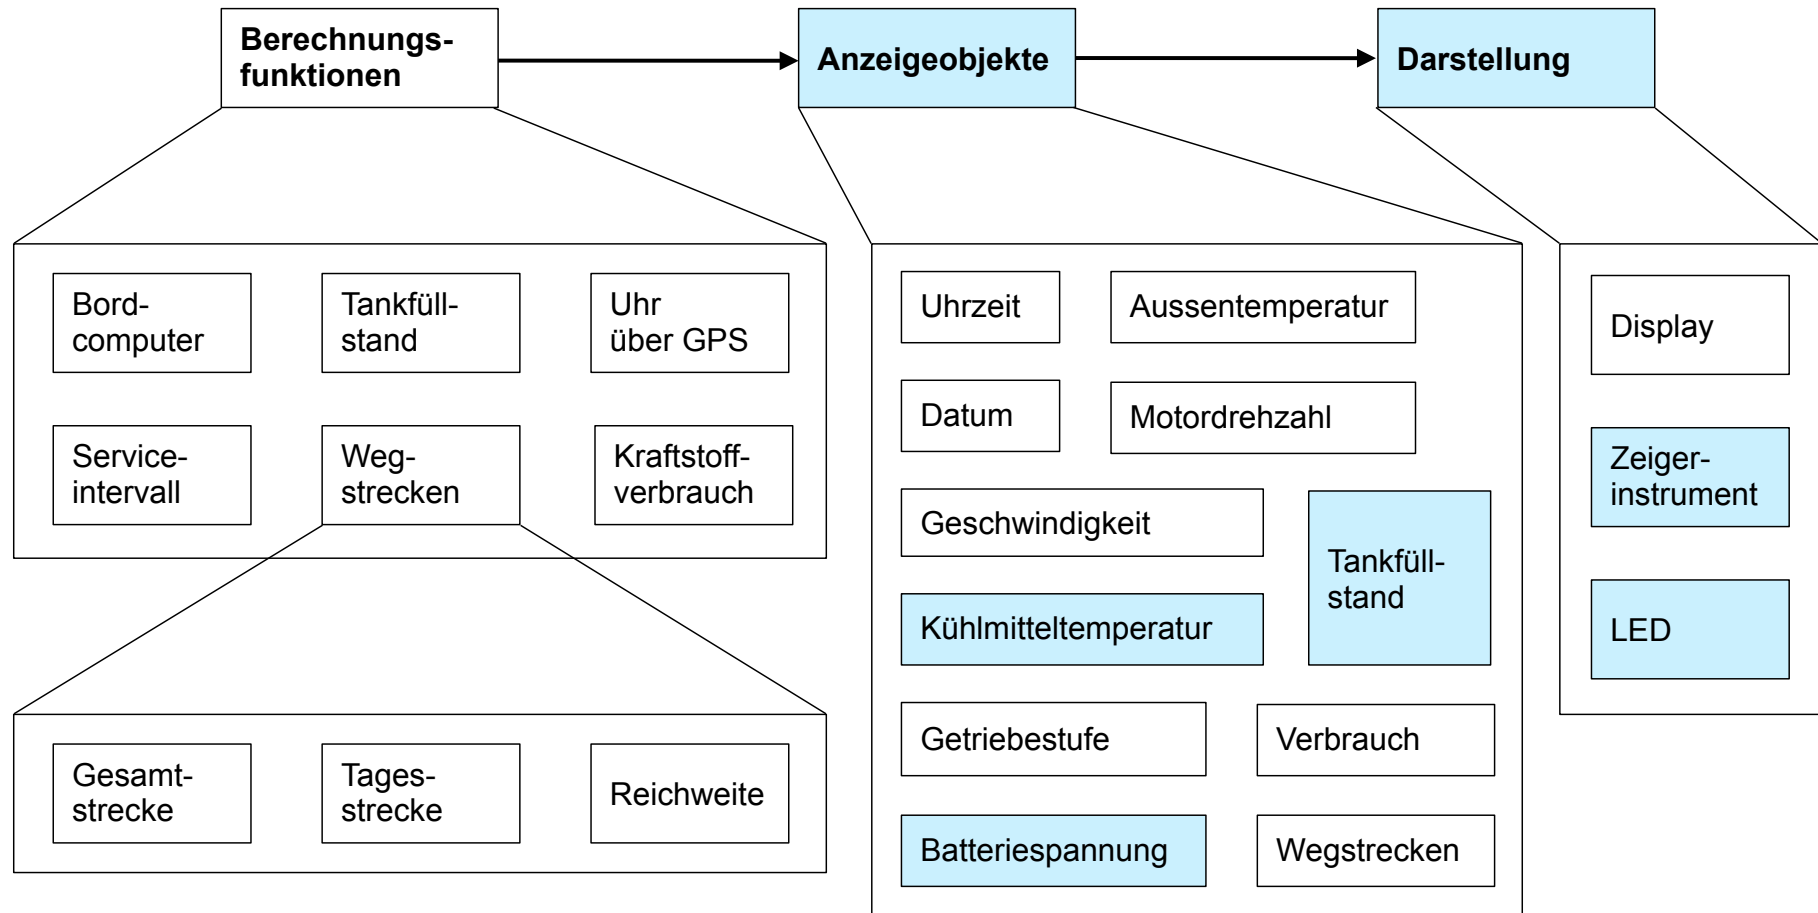 Berechnungs-
funktionen
Anzeigeobjekte
Darstellung
Bord-
computer
Tankfüll-
stand
Uhr
über GPS
Service-
intervall
Weg-
strecken
Kraftstoff-
verbrauch
Gesamt-
strecke
Tages-
strecke
Reichweite
Uhrzeit
Aussentemperatur
Datum
Motordrehzahl
Geschwindigkeit
Tankfüll-
stand
Kühlmitteltemperatur
Getriebestufe
Verbrauch
Batteriespannung
Wegstrecken
Display
Zeiger-
instrument
LED